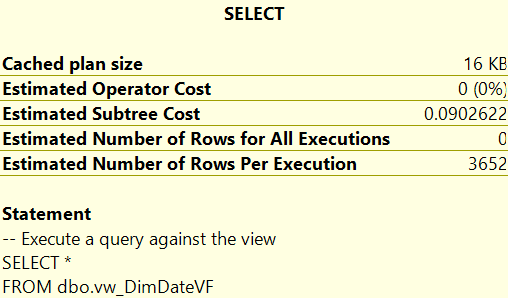 SELECT
Cached plan size 16 KB
Estimated Operator Cost 0 (0%)
Estimated Subtree Cost 0.0902622
Estimated Number of Rows for All Executions 0
Estimated Number of Rows Per Execution 3652
Statement
-- Execute a query against the view
SELECT *
FROM dbo.vw_DimDateVF